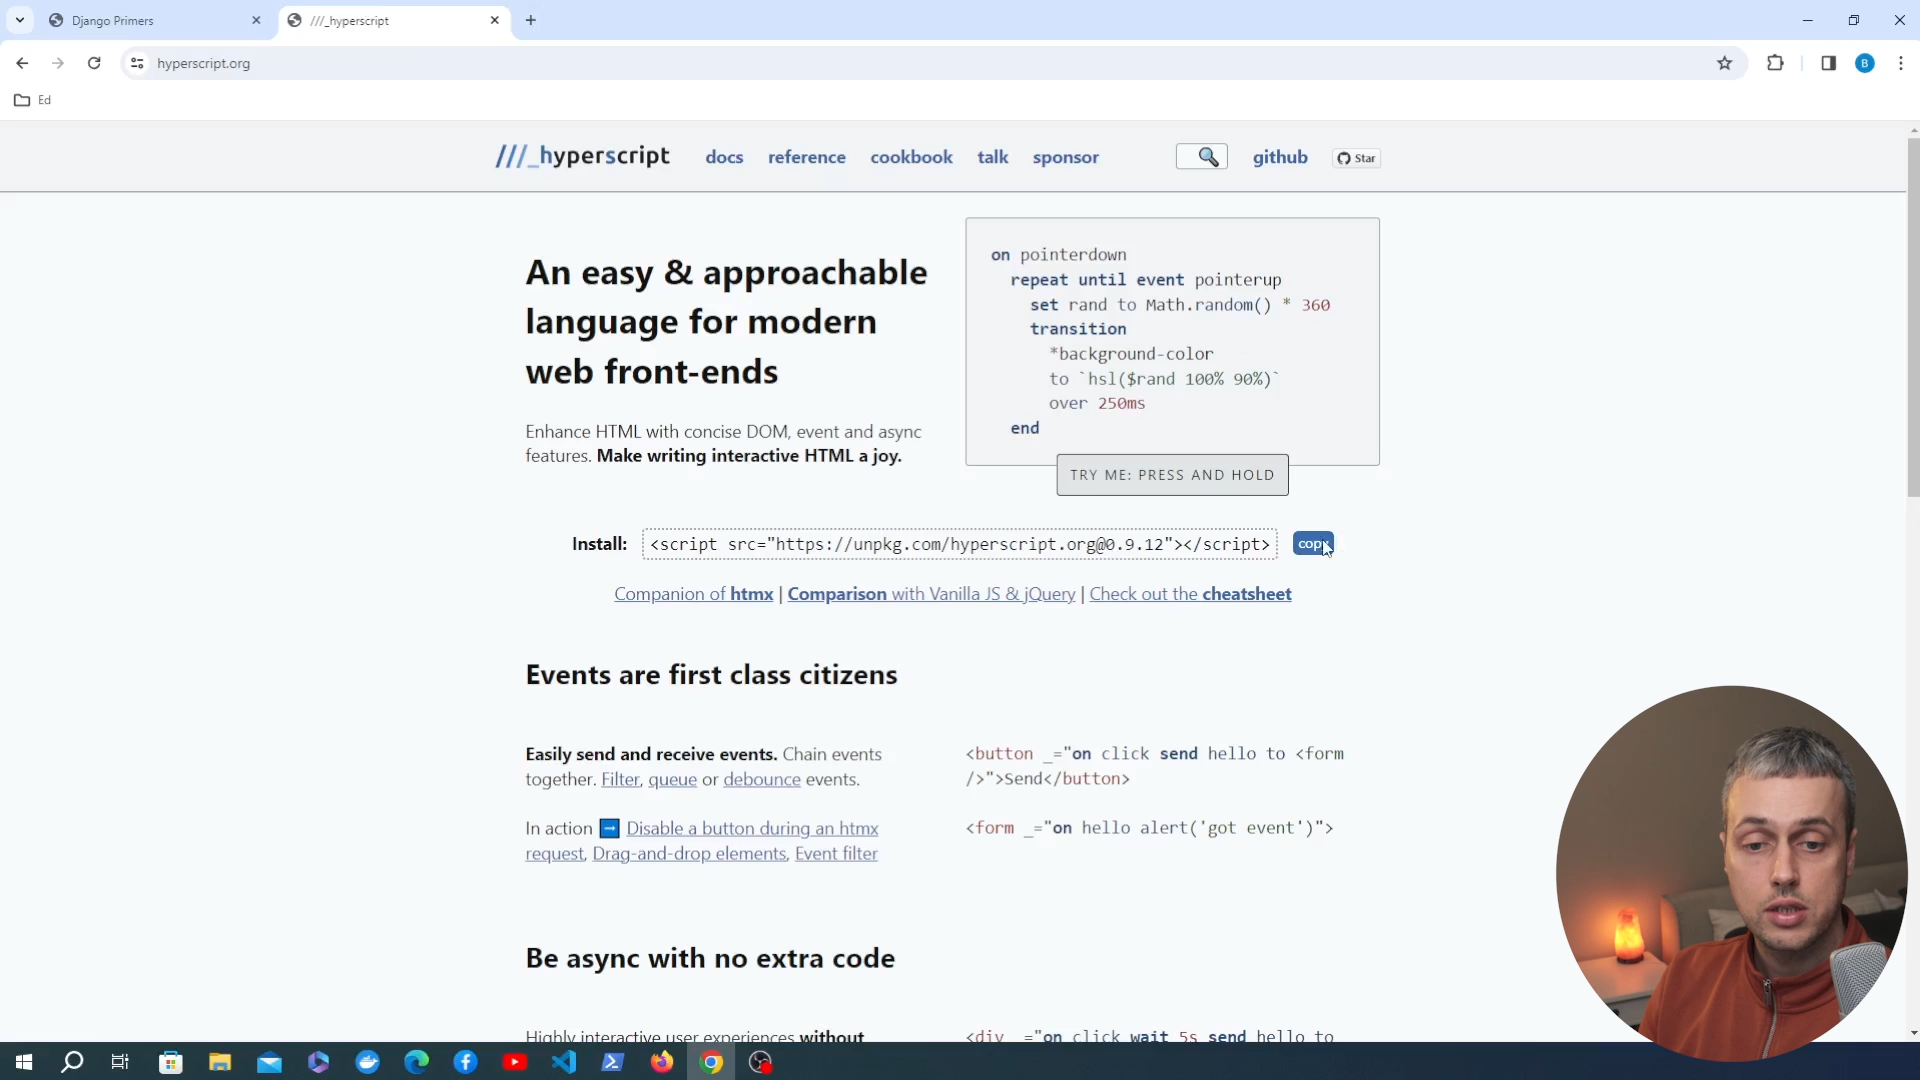 Django Primers
///_hyperscript
hyperscript.org
B
Ed
///_hyperscript
docs
reference
cookbook
talk
sponsor
github
Star
An easy & approachable
language for modern
web front-ends
Enhance HTML with concise DOM, event and async
features. Make writing interactive HTML a joy.
on pointerdown
repeat until event pointerup
set rand to Math.random() * 360
transition
*background-color
to `hsl($rand 100% 90%)`
over 250ms
end
TRY ME: PRESS AND HOLD
Install: <script src="https://unpkg.com/hyperscript.org@0.9.12"></script> copy
Companion of htmx | Comparison with Vanilla JS & jQuery | Check out the cheatsheet
Events are first class citizens
Easily send and receive events. Chain events
together. Filter, queue or debounce events.
In action ➡ Disable a button during an htmx
request, Drag-and-drop elements, Event filter
<button _="on click send hello to <form
/>">Send</button>
<form _="on hello alert('got event')">
Be async with no extra code
Highly interactive user experiences without
<div _="on click wait 5s send hello to